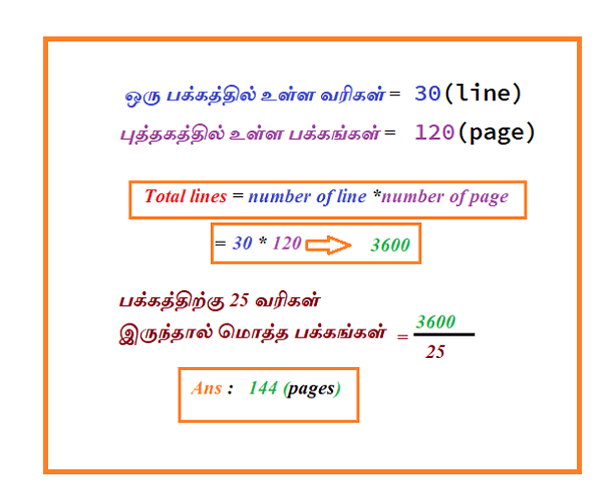 ஒரு பக்கத்தில் உள்ள வரிகள் = 30(line)
புத்தகத்தில் உள்ள பக்கங்கள் = 120(page)
Total lines = number of line *number of page
= 30 * 120 ⇨ 3600
பக்கத்திற்கு 25 வரிகள்
இருந்தால் மொத்த பக்கங்கள் = 3600
25
Ans : 144 (pages)